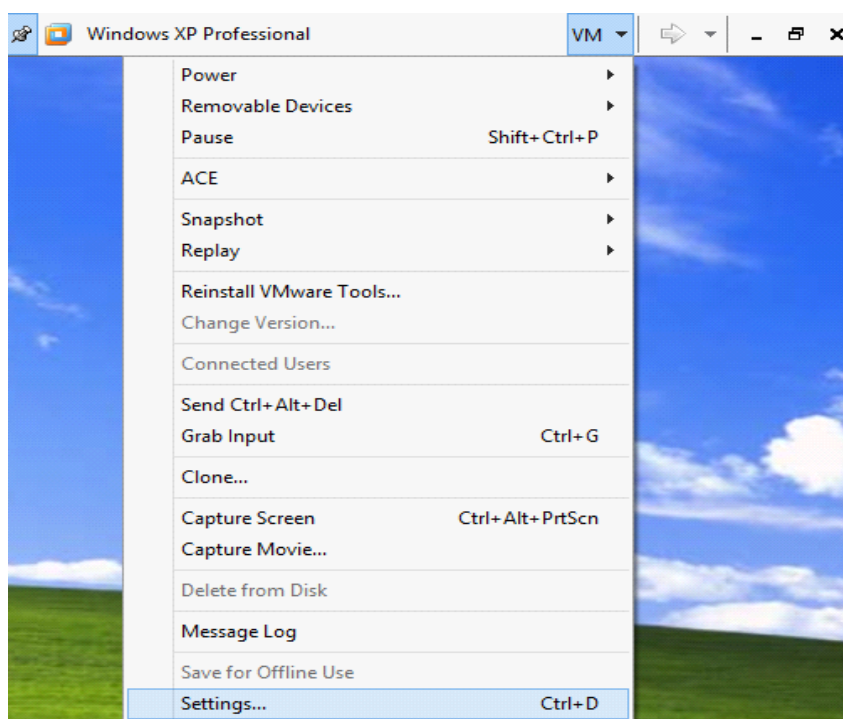 Windows XP Professional VM
Power
Removable Devices
Pause Shift+Ctrl+P
ACE
Snapshot
Replay
Reinstall VMware Tools...
Change Version...
Connected Users
Send Ctrl+Alt+Del
Grab Input Ctrl+G
Clone...
Capture Screen Ctrl+Alt+PrtScn
Capture Movie...
Delete from Disk
Message Log
Save for Offline Use
Settings... Ctrl+D